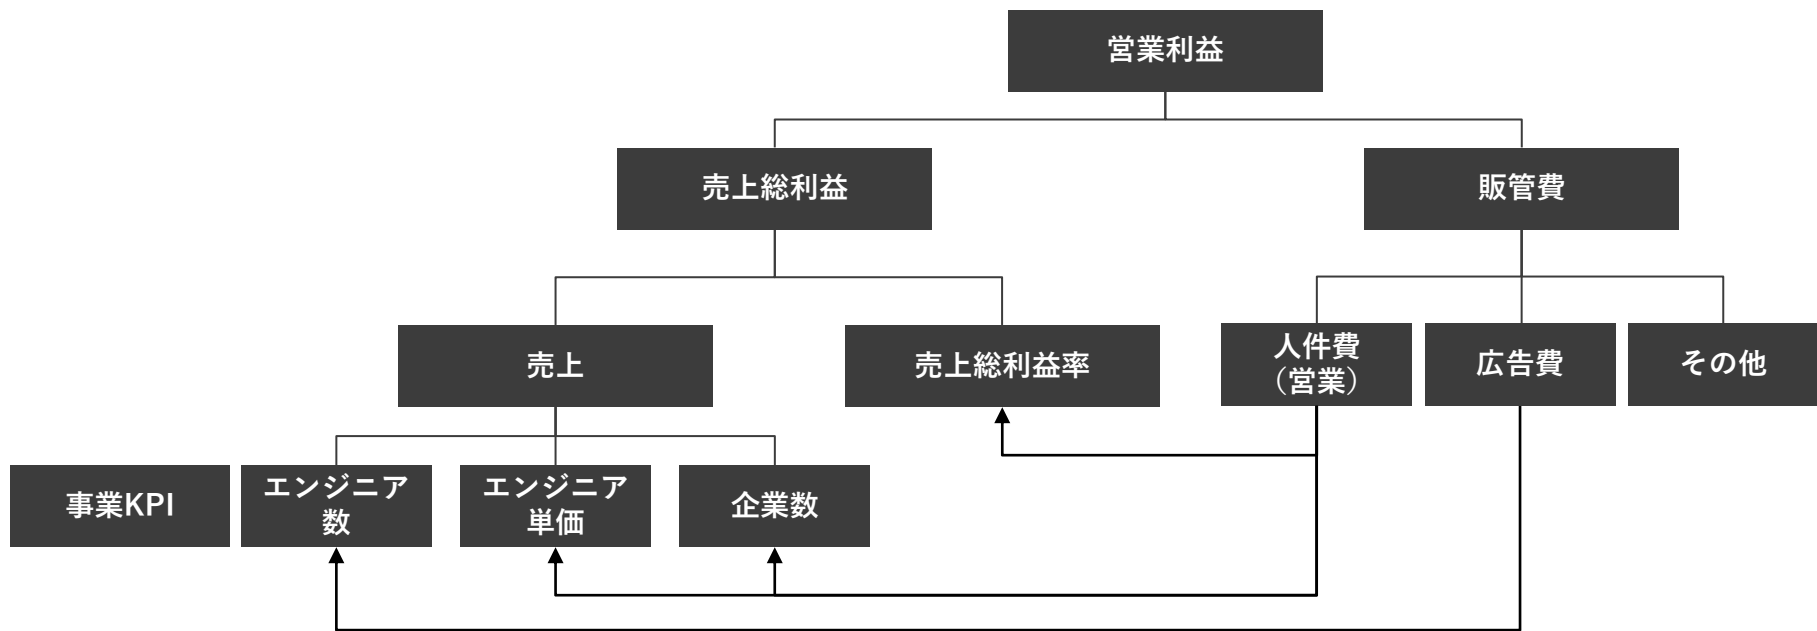 営業利益
売上総利益
販管費
売上
売上総利益率
人件費
（営業）
広告費
その他
事業KPI
エンジニア
数
エンジニア
単価
企業数